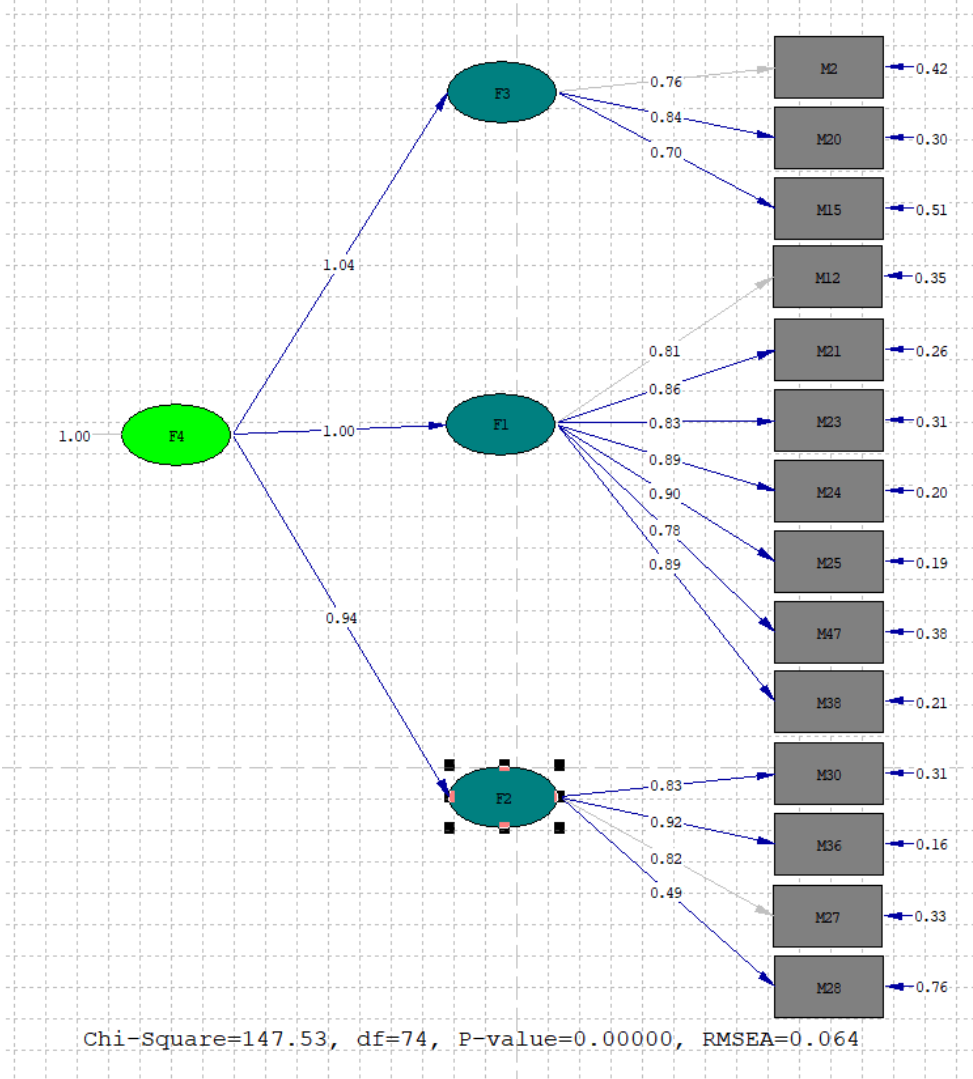 F3
0.76
M2
0.42
0.84
M20
0.30
0.70
M15
0.51
1.04
M12
0.35
0.81
M21
0.26
0.86
1.00
F4
1.00
F1
0.83
M23
0.31
0.89
M24
0.20
0.90
0.78
M25
0.19
0.89
0.94
M47
0.38
M38
0.21
F2
0.83
M30
0.31
0.92
M36
0.16
0.82
0.49
M27
0.33
M28
0.76
Chi-Square=147.53, df=74, P-value=0.00000, RMSEA=0.064